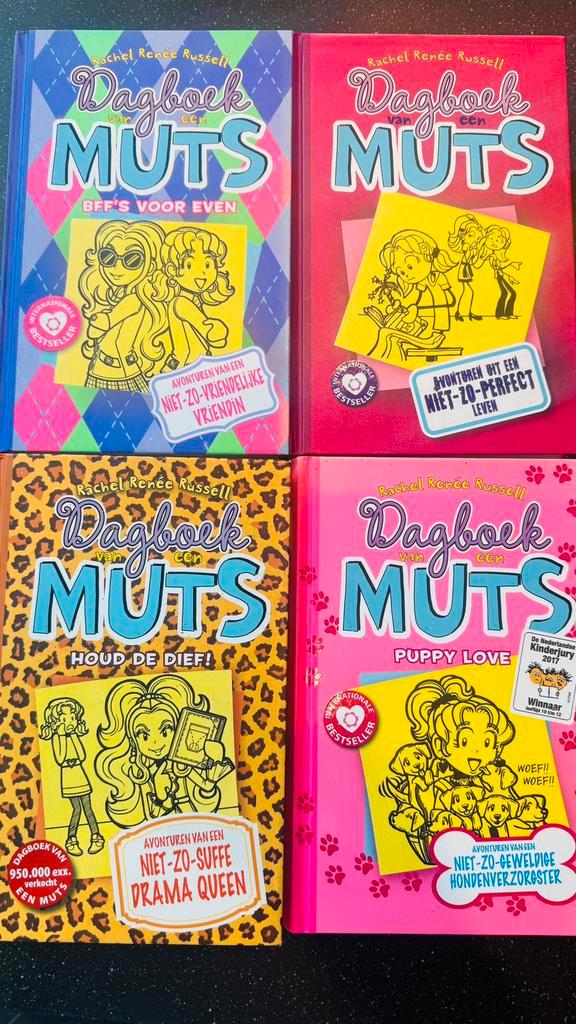 Rachel Renée Russell
Dagboek
van een
MUTS
BFF'S VOOR EVEN
INTERNATIONALE
BESTSELLER
AVONTUREN VAN EEN
NIET-ZO-VRIENDELIJKE
VRIENDIN
Rachel Renée Russell
Dagboek
van een
MUTS
INTERNATIONALE
BESTSELLER
AVONTUREN UIT EEN
NIET-ZO-PERFECT
LEVEN
Rachel Renée Russell
Dagboek
van een
MUTS
HOUD DE DIEF!
DAGBOEK VAN
950.000 exx.
verkocht
EEN MUTS
AVONTUREN VAN EEN
NIET-ZO-SUFFE
DRAMA QUEEN
Rachel Renée Russell
Dagboek
van een
MUTS
PUPPY LOVE
De Nederlandse
Kinderjury
2017
Winnaar
leeftijd 10 t/m 12
INTERNATIONALE
BESTSELLER
WOEF!!
WOEF!!
AVONTUREN VAN EEN
NIET-ZO-GEWELDIGE
HONDENVERZORGSTER